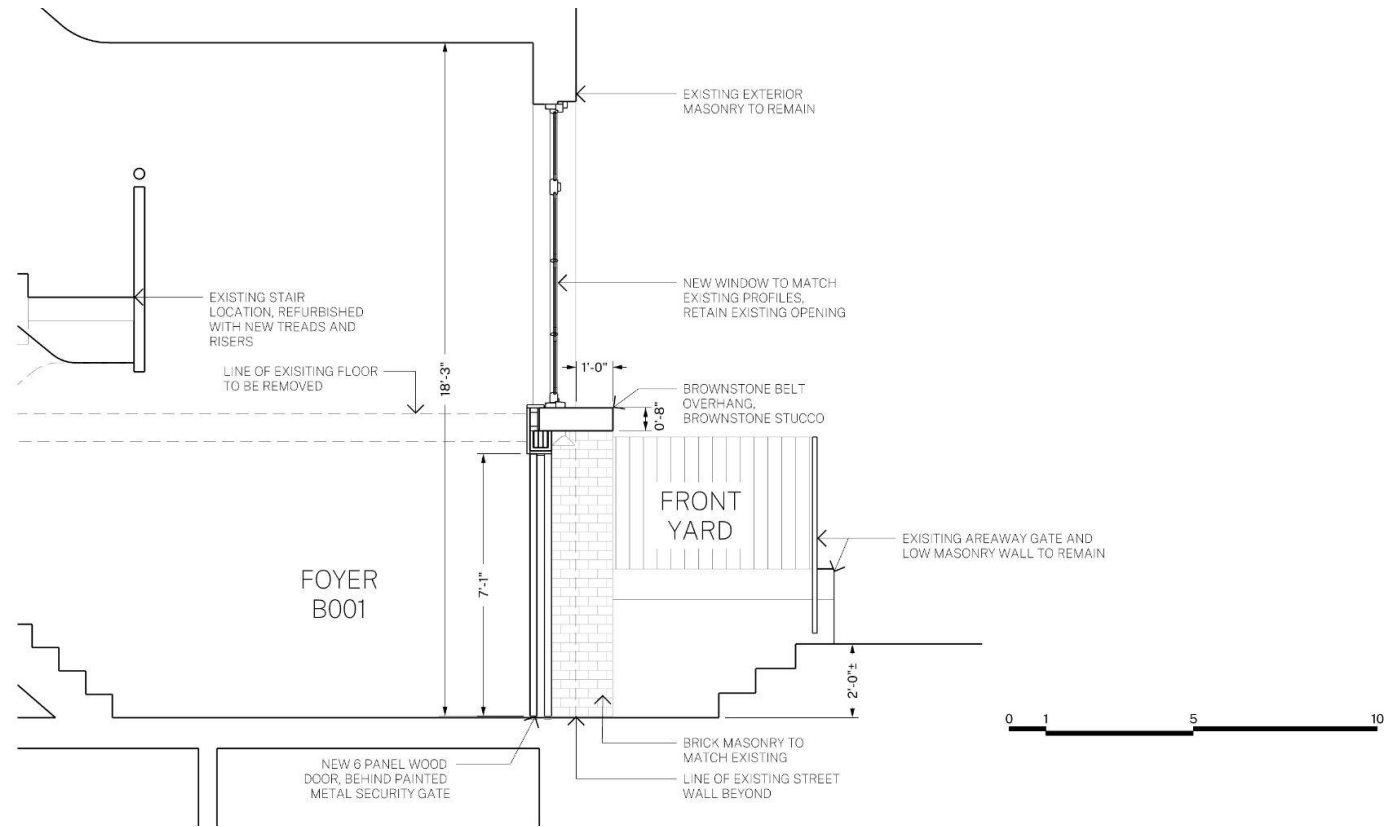 EXISTING EXTERIOR
MASONRY TO REMAIN
NEW WINDOW TO MATCH
EXISTING PROFILES,
RETAIN EXISTING OPENING
EXISTING STAIR
LOCATION, REFURBISHED
WITH NEW TREADS AND
RISERS
LINE OF EXISITING FLOOR
TO BE REMOVED
18'-3"
1'-0"
0'-8"
BROWNSTONE BELT
OVERHANG,
BROWNSTONE STUCCO
FRONT
YARD
EXISITING AREAWAY GATE AND
LOW MASONRY WALL TO REMAIN
FOYER
B001
7'-1"
2'-0"±
0 1 5 10
BRICK MASONRY TO
MATCH EXISTING
NEW 6 PANEL WOOD
DOOR, BEHIND PAINTED
METAL SECURITY GATE
LINE OF EXISTING STREET
WALL BEYOND